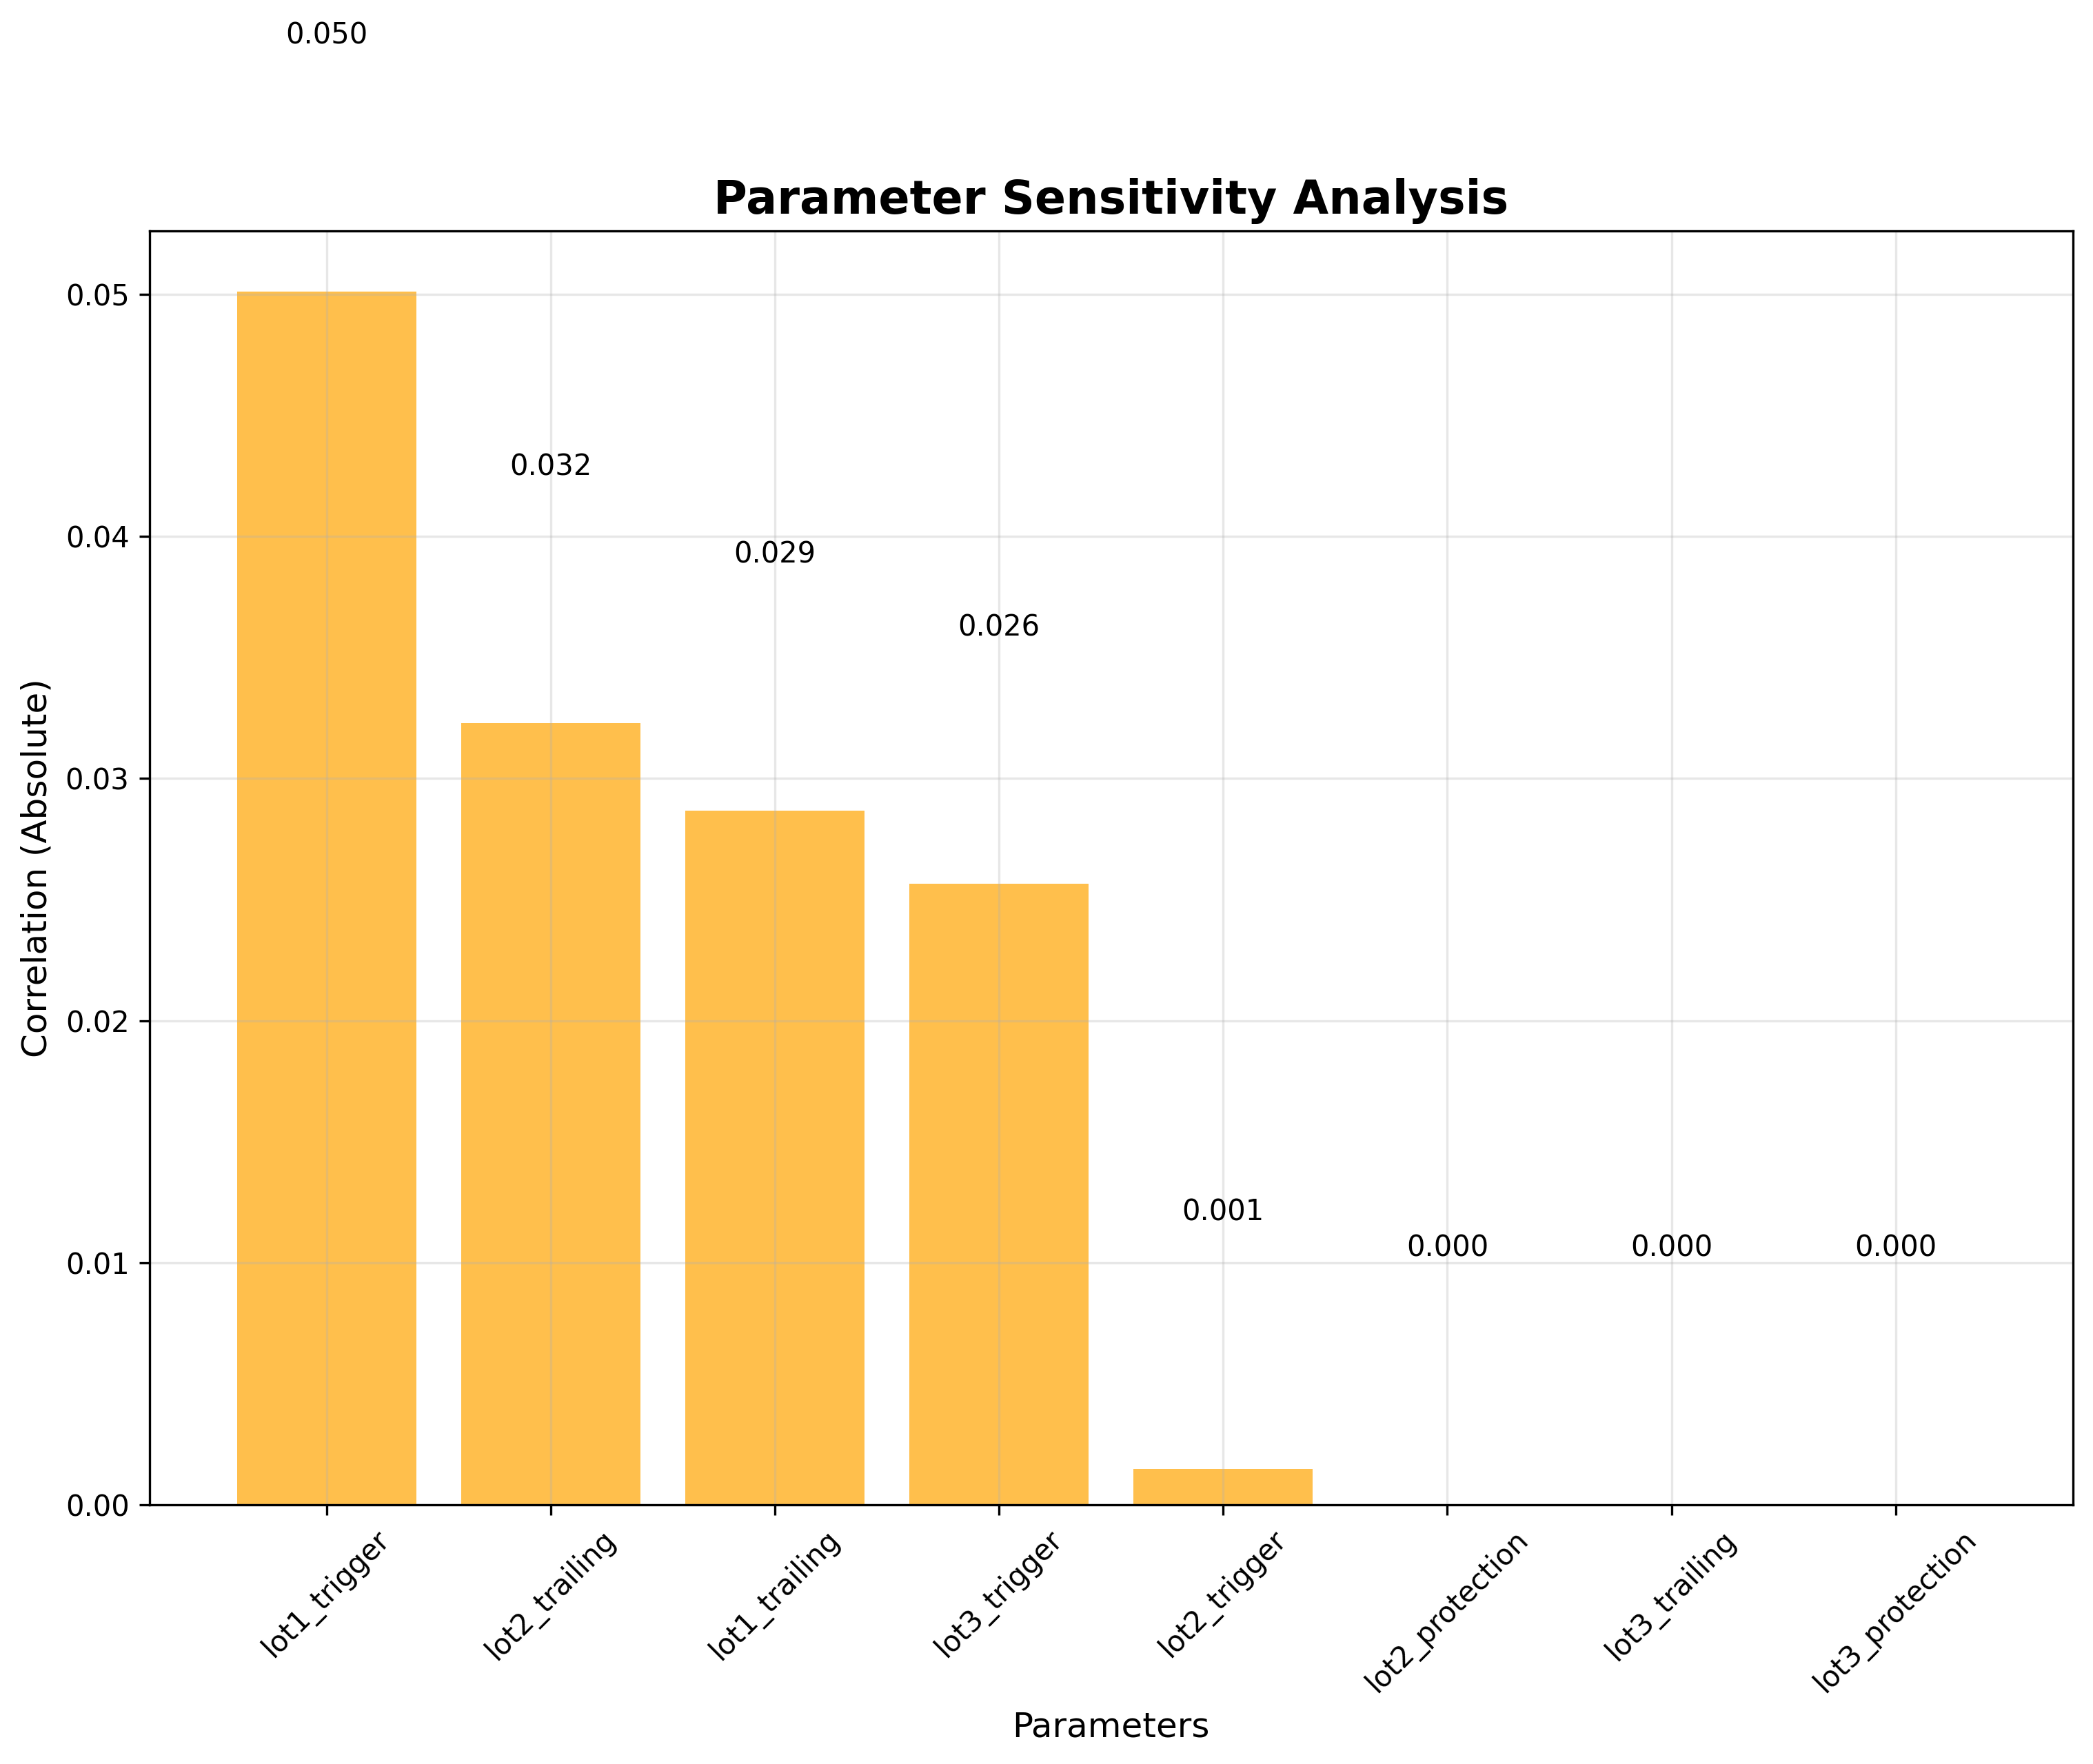 0.050
Parameter Sensitivity Analysis
Correlation (Absolute)
0.05
0.04
0.03
0.02
0.01
0.00
0.032
0.029
0.026
0.001
0.000
0.000
0.000
lot1_trigger
lot2_trailing
lot1_trailing
lot3_trigger
lot2_trigger
lot2_protection
lot3_trailing
lot3_protection
Parameters